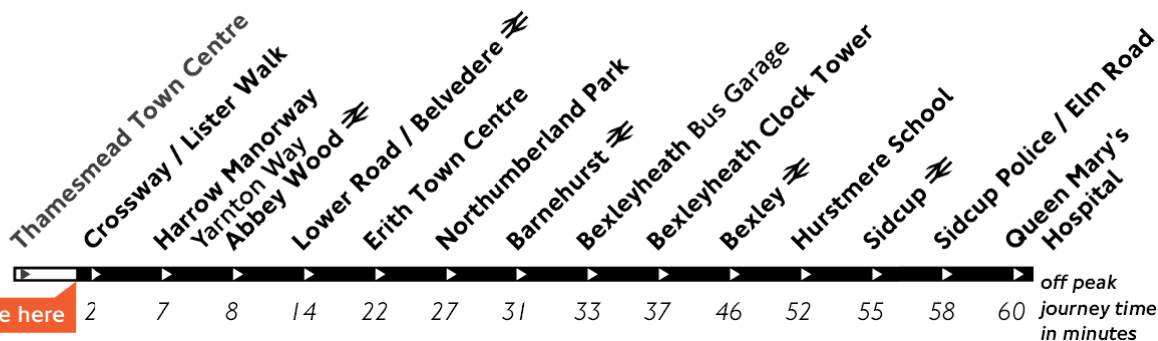 Thamesmead Town Centre
Crossway / Lister Walk
Harrow Manorway
Yarnton Way
Abbey Wood
Lower Road / Belvedere
Erith Town Centre
Northumberland Park
Barnehurst
Bexleyheath Bus Garage
Bexleyheath Clock Tower
Bexley
Hurstmere School
Sidcup
Sidcup Police / Elm Road
Queen Mary's
Hospital
e here
2 7 8 14 22 27 31 33 37 46 52 55 58 60
off peak
journey time
in minutes